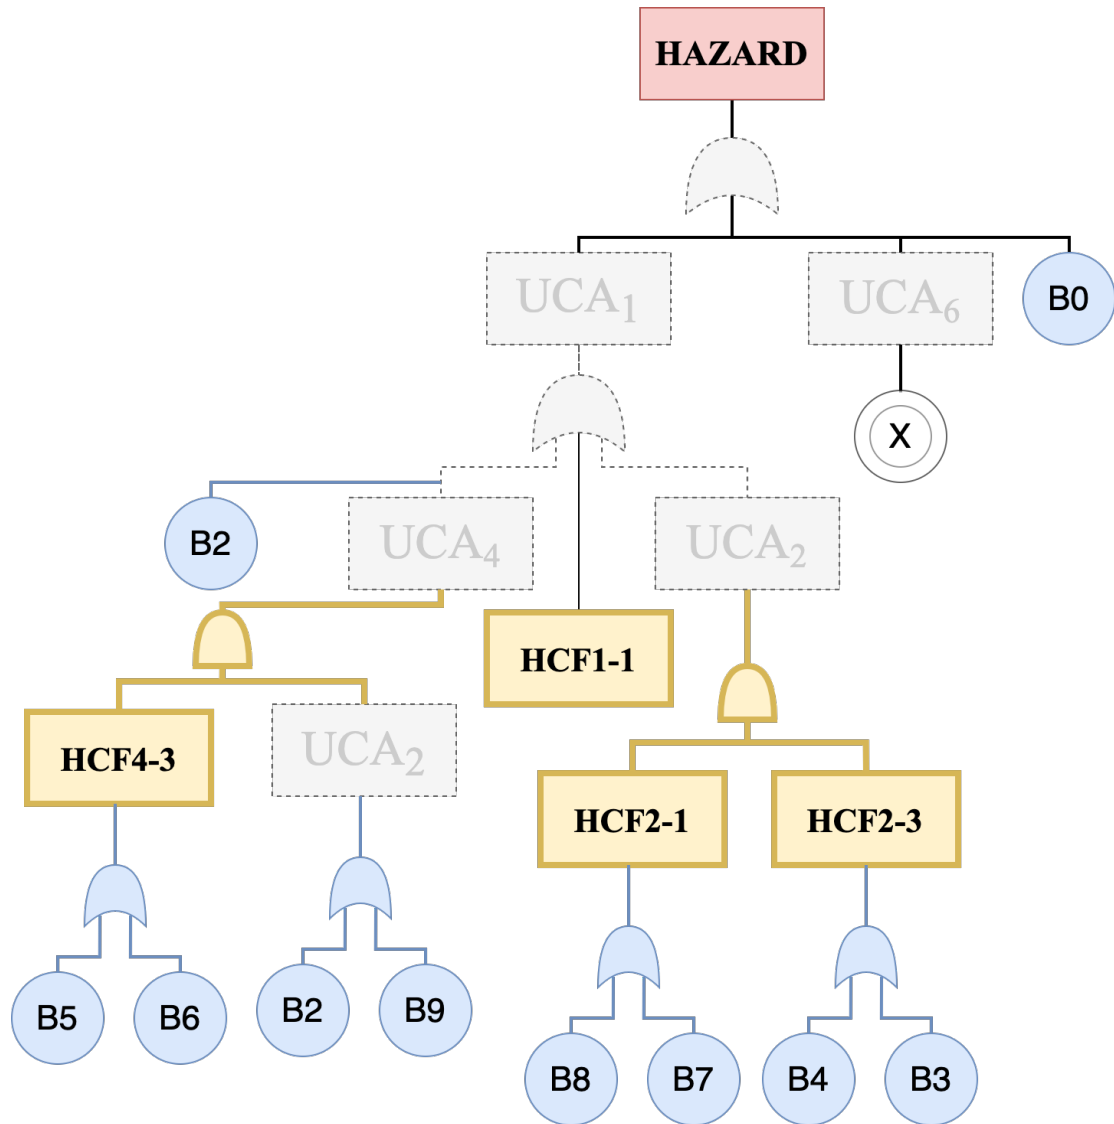 HAZARD
UCA1
UCA6
B0
X
B2
UCA4
UCA2
HCF1-1
HCF4-3
UCA2
HCF2-1
HCF2-3
B5
B6
B2
B9
B8
B7
B4
B3